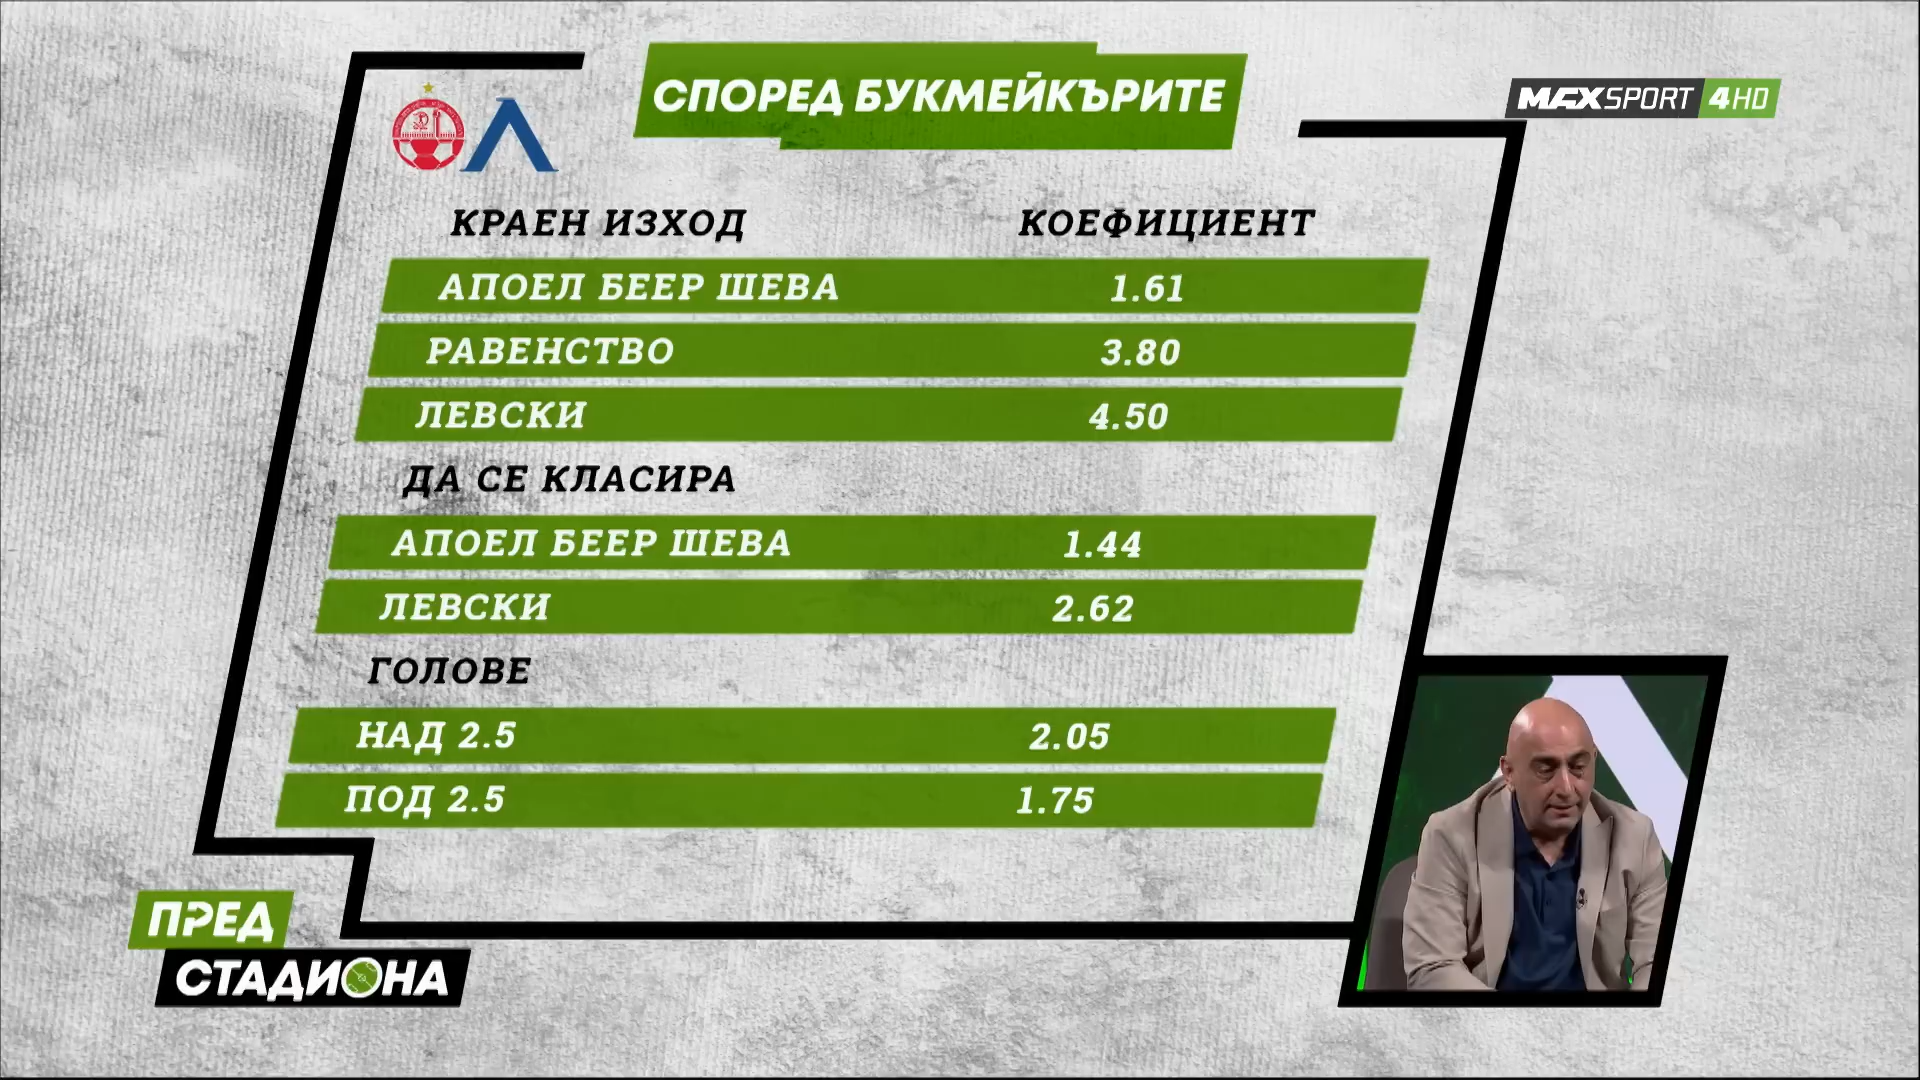 СПОРЕД БУКМЕЙКЪРИТЕ
MAXSPORT 4HD
КРАЕН ИЗХОД КОЕФИЦИЕНТ
АПОЕЛ БЕЕР ШЕВА 1.61
РАВЕНСТВО 3.80
ЛЕВСКИ 4.50
ДА СЕ КЛАСИРА
АПОЕЛ БЕЕР ШЕВА 1.44
ЛЕВСКИ 2.62
ГОЛОВЕ
НАД 2.5 2.05
ПОД 2.5 1.75
ПРЕД
СТАДИОНА